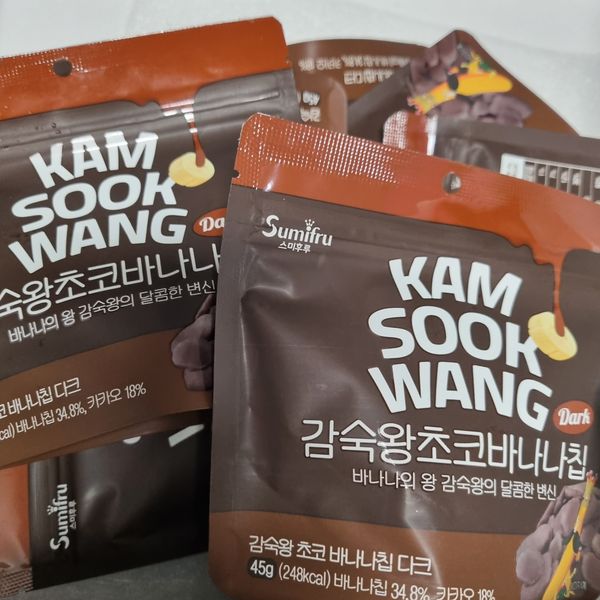 KAM
SOOK
WANG
Dark
Sumifru
스미후루
감숙왕초코바나나칩
바나나의 왕 감숙왕의 달콤한 변신
감숙왕 초코 바나나칩 다크
45g (248kcal) 바나나칩 34.8%, 카카오 18%
KAM
SOOK
WANG
숙왕초코바나나
바나나의 왕 감숙왕의 달콤한 변신
초코 바나나칩 다크
바나나칩 34.8%, 카카오 18%
Sumifru
스미후루